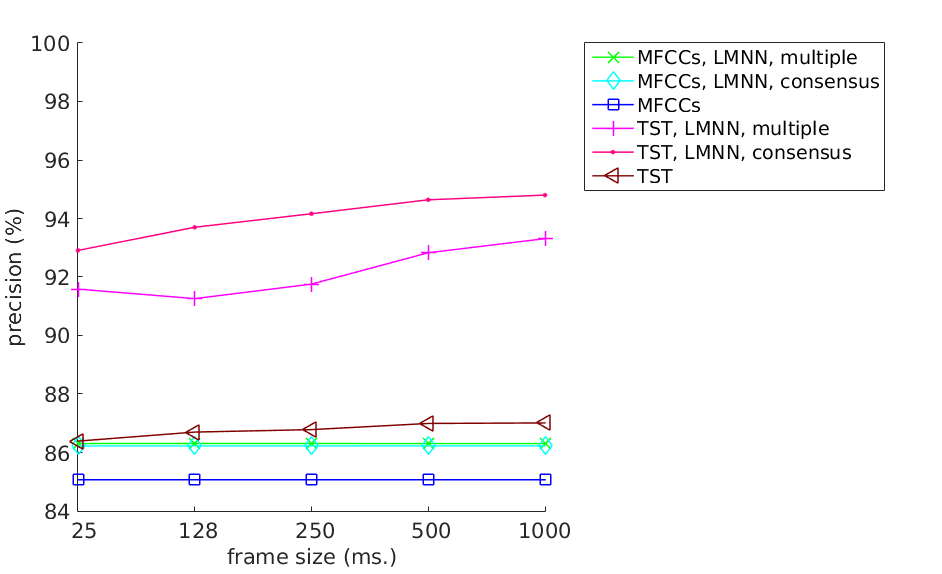 100
98
96
94
92
90
88
86
84
precision (%)
25 128 250 500 1000
frame size (ms.)
MFCCs, LMNN, multiple
MFCCs, LMNN, consensus
MFCCs
TST, LMNN, multiple
TST, LMNN, consensus
TST